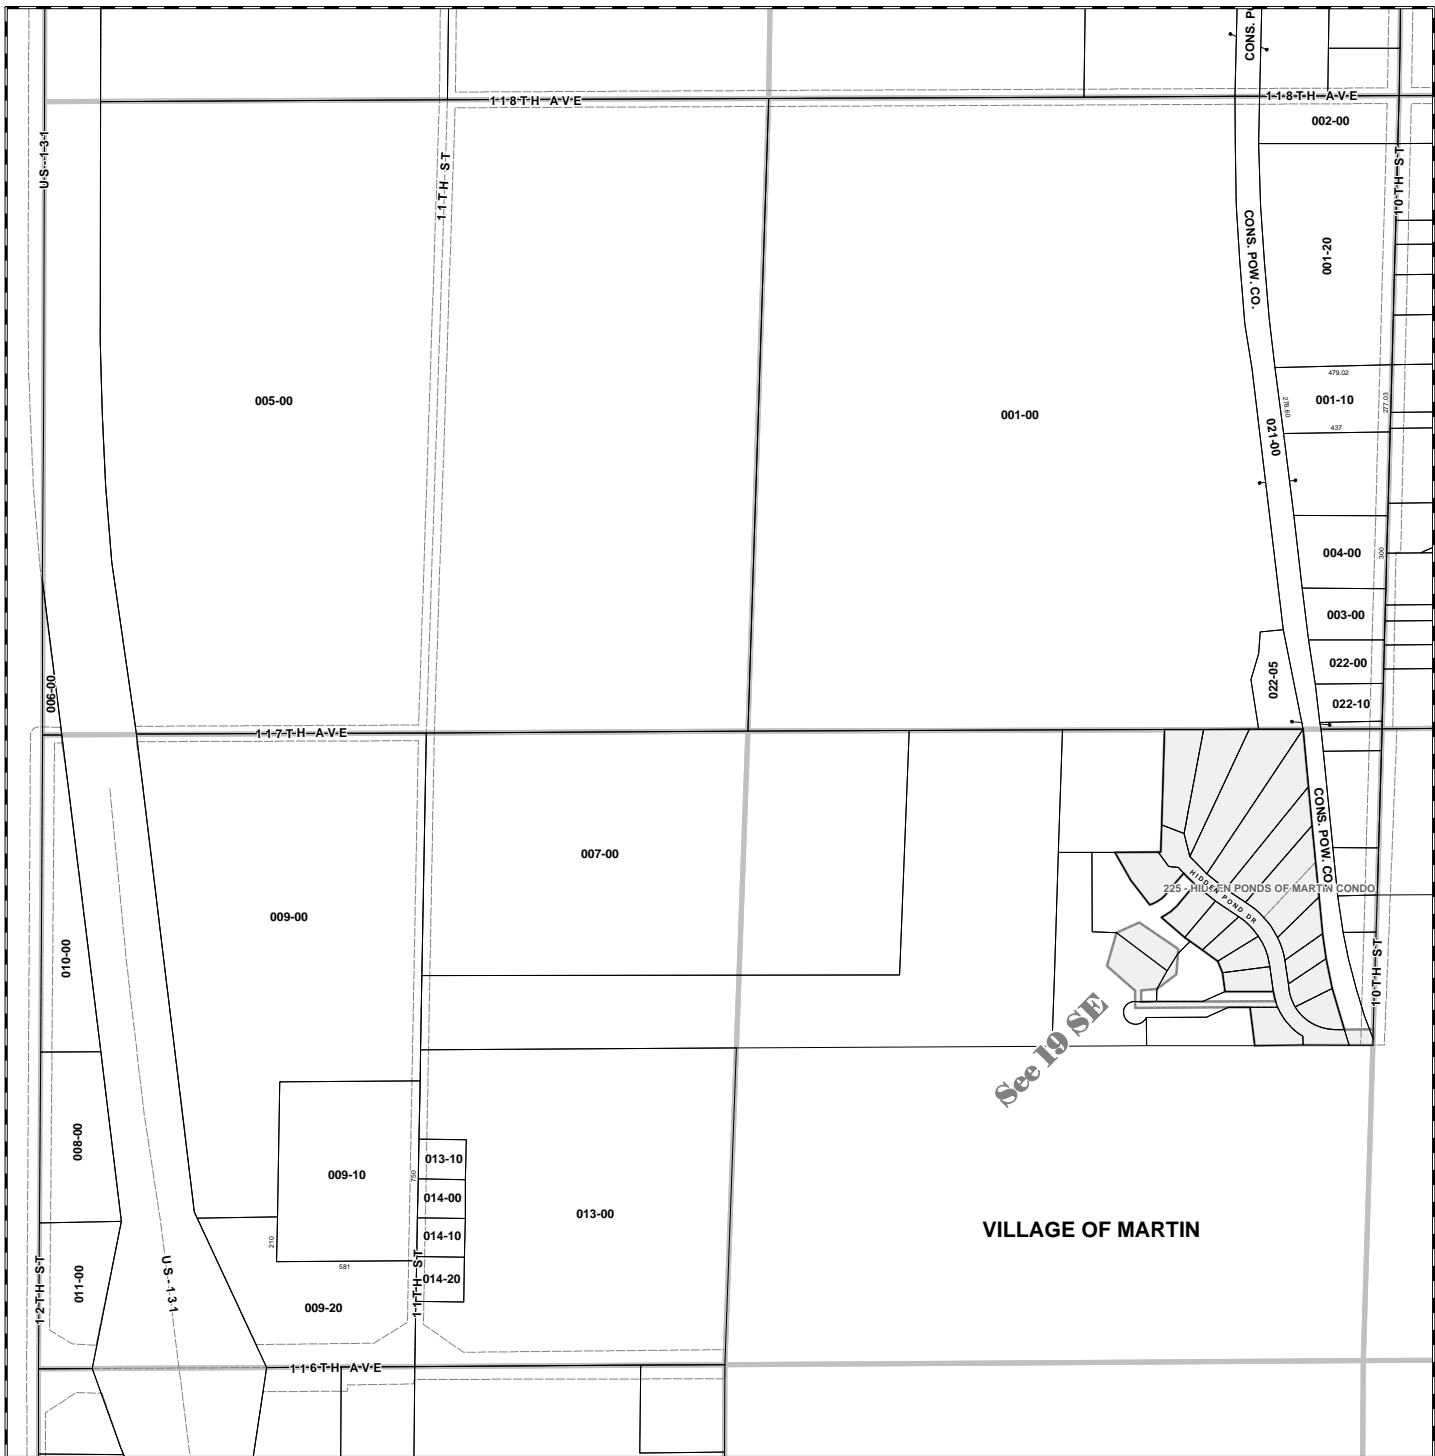 CONS. P
118TH AVE
118TH AVE
002-00
US-131
11TH ST
10TH ST
CONS. POW. CO.
001-20
479.02
005-00
001-00
278.60
001-10
277.03
021-00
437
004-00
300
003-00
022-00
022-05
022-10
006-00
117TH AVE
CONS. POW. CO.
007-00
225 - HIDDEN PONDS OF MARTIN CONDO
HIDDEN POND DR
009-00
010-00
10TH ST
See 19 SE
008-00
009-10
750
013-10
014-00
013-00
014-10
VILLAGE OF MARTIN
210
581
014-20
12TH ST
011-00
US-131
11TH ST
009-20
116TH AVE